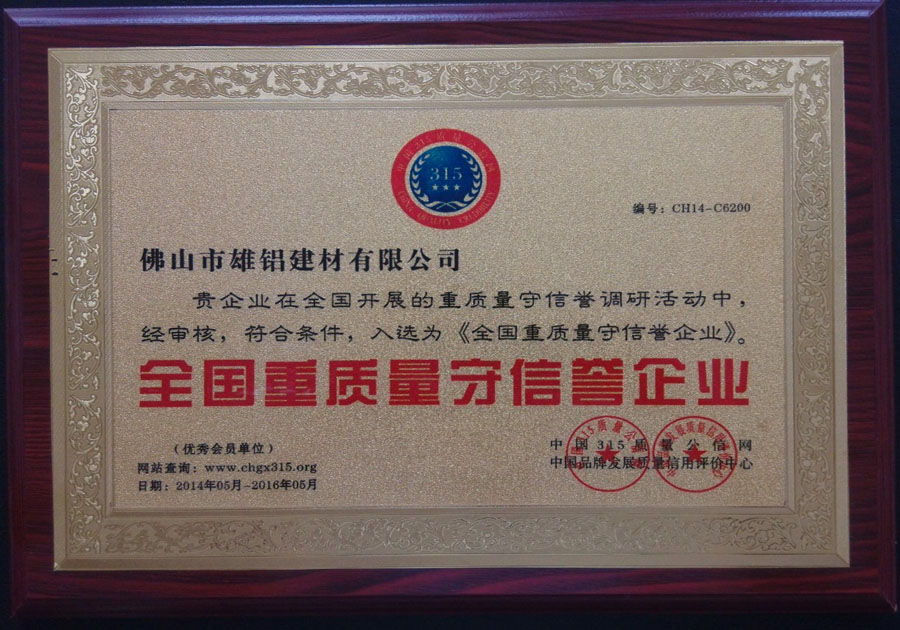 315
编号：CH14-C6200
佛山市雄铝建材有限公司
贵企业在全国开展的重质量守信誉调研活动中，
经审核，符合条件，入选为《全国重质量守信誉企业》。
全国重质量守信誉企业
（优秀会员单位）
网站查询：www.chgx315.org
日期：2014年05月-2016年05月
中国315质量公信网
中国品牌发展质量信用评价中心